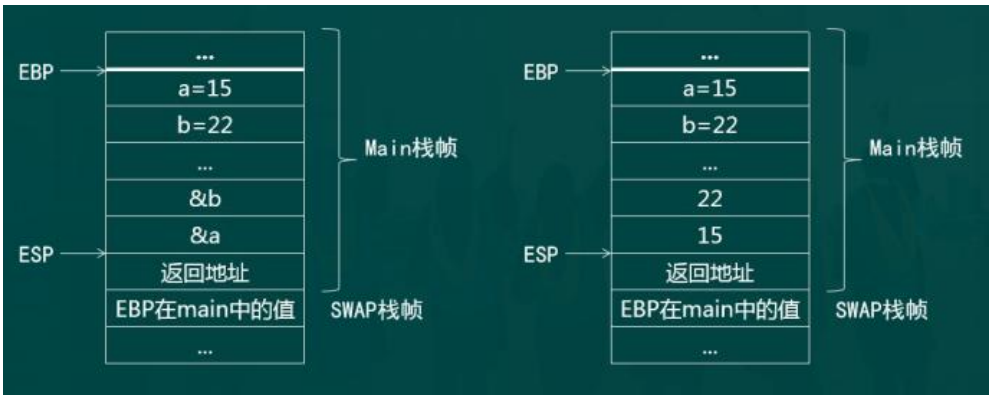 ...
EBP
a=15
b=22
...
&b
&a
ESP
返回地址
EBP在main中的值
...
Main栈帧
SWAP栈帧
...
EBP
a=15
b=22
...
22
15
ESP
返回地址
EBP在main中的值
...
Main栈帧
SWAP栈帧